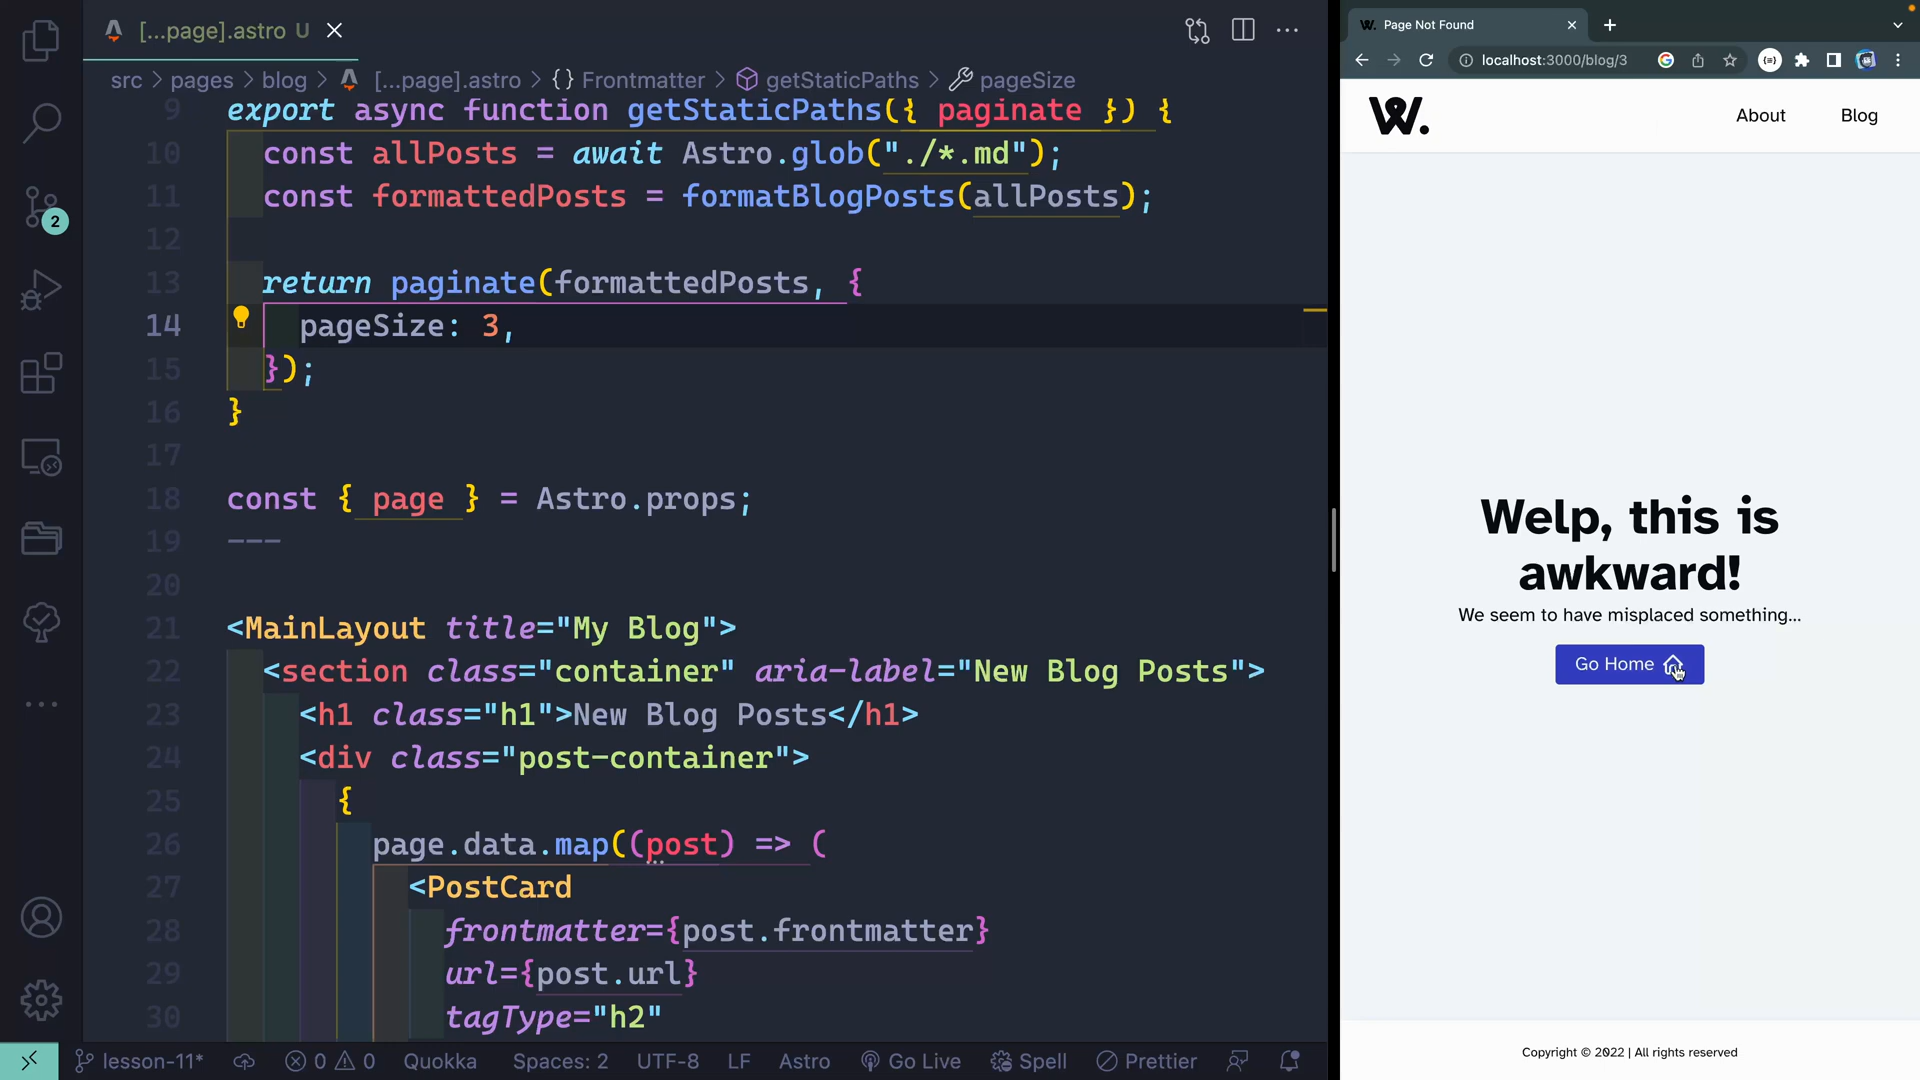 [...page].astro U
src > pages > blog > [...page].astro > {} Frontmatter > getStaticPaths > pageSize
9 export async function getStaticPaths({ paginate }) {
10 const allPosts = await Astro.glob("./*.md");
11 const formattedPosts = formatBlogPosts(allPosts);
12
13 return paginate(formattedPosts, {
14 pageSize: 3,
15 });
16 }
17
18 const { page } = Astro.props;
19 ---
20
21 <MainLayout title="My Blog">
22 <section class="container" aria-label="New Blog Posts">
23 <h1 class="h1">New Blog Posts</h1>
24 <div class="post-container">
25 {
26 page.data.map((post) => (
27 <PostCard
28 frontmatter={post.frontmatter}
29 url={post.url}
30 tagType="h2"
2
lesson-11* 0 0 Quokka Spaces: 2 UTF-8 LF Astro Go Live Spell Prettier
Page Not Found
localhost:3000/blog/3
W. About Blog
Welp, this is
awkward!
We seem to have misplaced something...
Go Home
Copyright © 2022 | All rights reserved